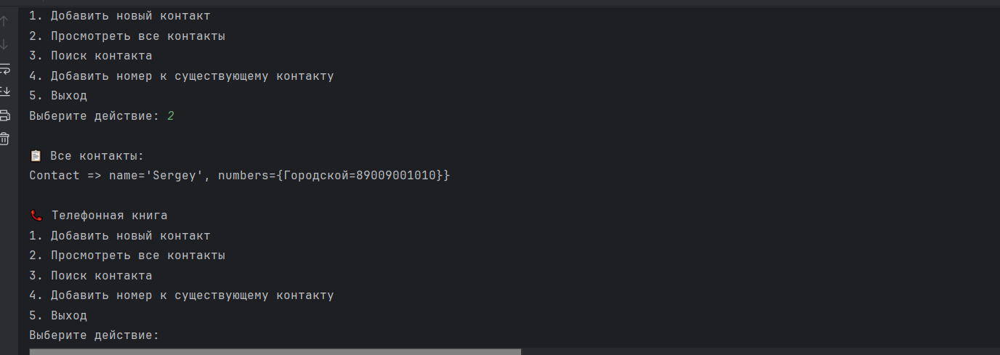 1. Добавить новый контакт
2. Просмотреть все контакты
3. Поиск контакта
4. Добавить номер к существующему контакту
5. Выход
Выберите действие: 2
📋 Все контакты:
Contact => name='Sergey', numbers={Городской=89009001010}}
📞 Телефонная книга
1. Добавить новый контакт
2. Просмотреть все контакты
3. Поиск контакта
4. Добавить номер к существующему контакту
5. Выход
Выберите действие: